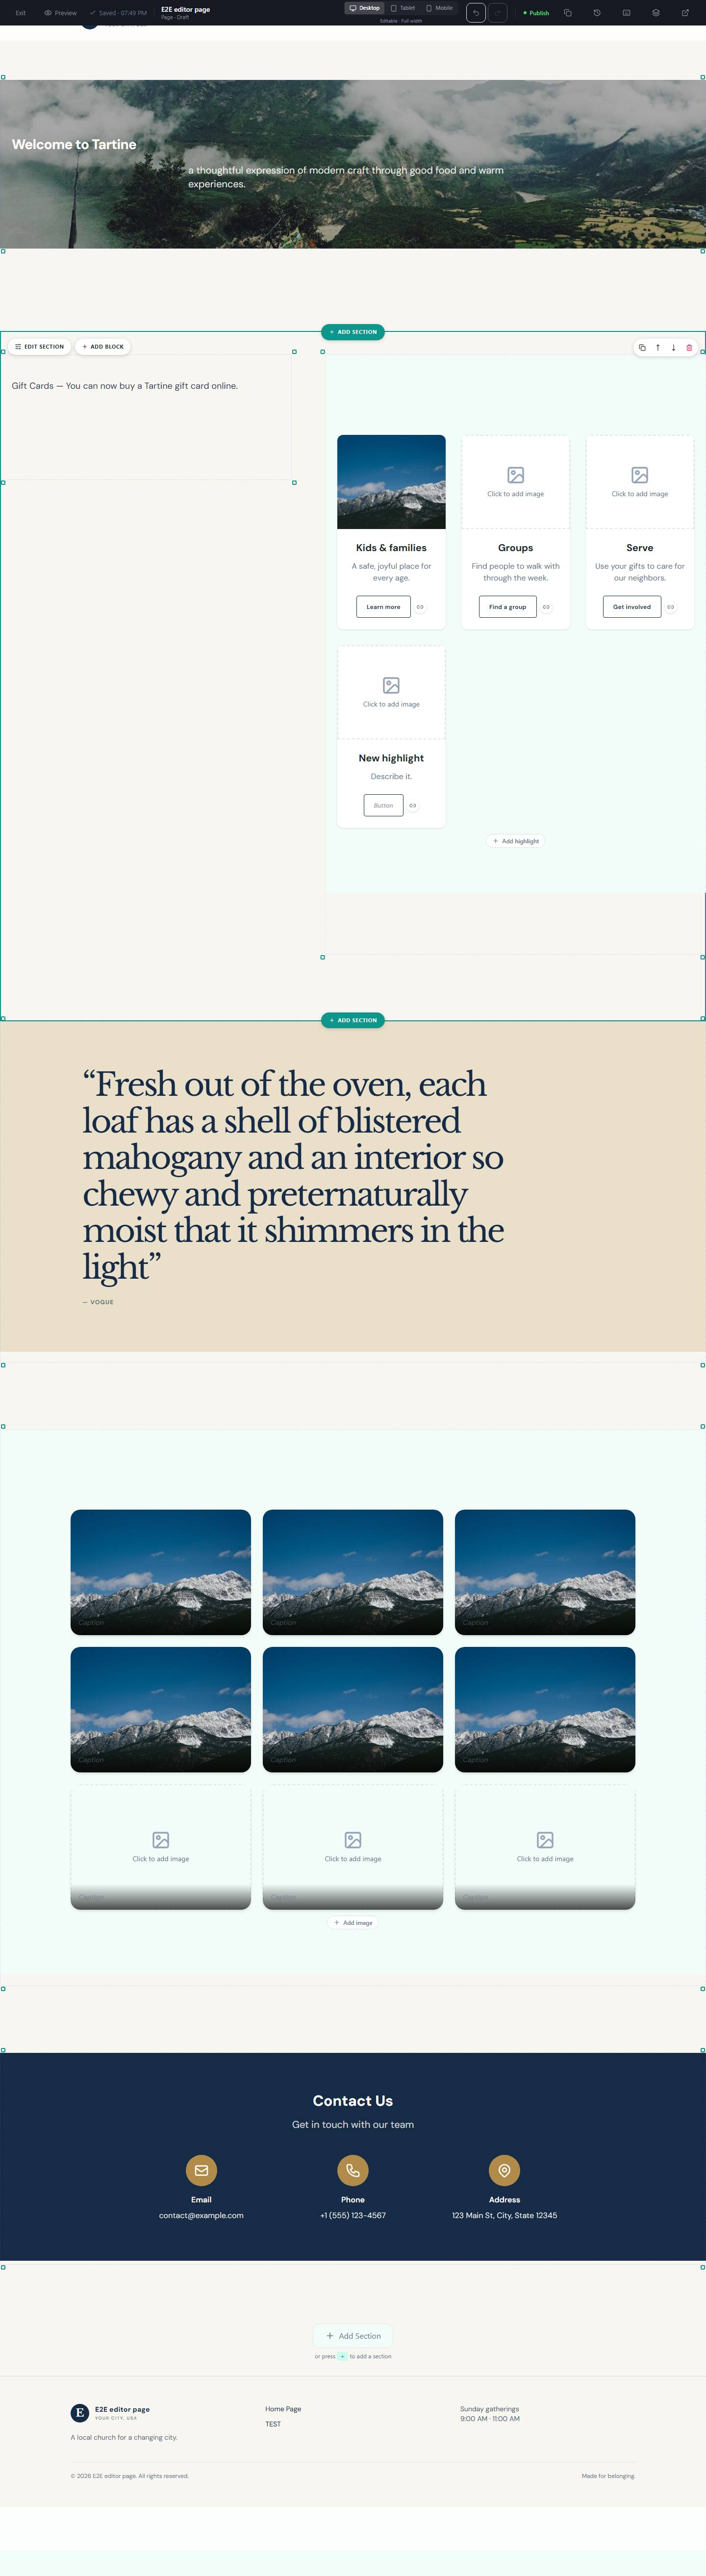 Exit
Preview
Saved · 07:49 PM
E2E editor page
Page · Draft
Desktop
Tablet
Mobile
Editable · Full width
Publish
Welcome to Tartine
a thoughtful expression of modern craft through good food and warm
experiences.
ADD SECTION
EDIT SECTION
ADD BLOCK
Gift Cards — You can now buy a Tartine gift card online.
Click to add image
Click to add image
Kids & families
Groups
Serve
A safe, joyful place for
every age.
Find people to walk with
through the week.
Use your gifts to care for
our neighbors.
Learn more
Find a group
Get involved
Click to add image
New highlight
Describe it.
Button
Add highlight
ADD SECTION
“Fresh out of the oven, each
loaf has a shell of blistered
mahogany and an interior so
chewy and preternaturally
moist that it shimmers in the
light”
— VOGUE
Caption
Caption
Caption
Caption
Caption
Caption
Click to add image
Click to add image
Click to add image
Caption
Caption
Caption
Add image
Contact Us
Get in touch with our team
Email
Phone
Address
contact@example.com
+1 (555) 123-4567
123 Main St, City, State 12345
Add Section
or press + to add a section
E E2E editor page
YOUR CITY, USA
A local church for a changing city.
Home Page
TEST
Sunday gatherings
9:00 AM · 11:00 AM
© 2026 E2E editor page. All rights reserved.
Made for belonging.